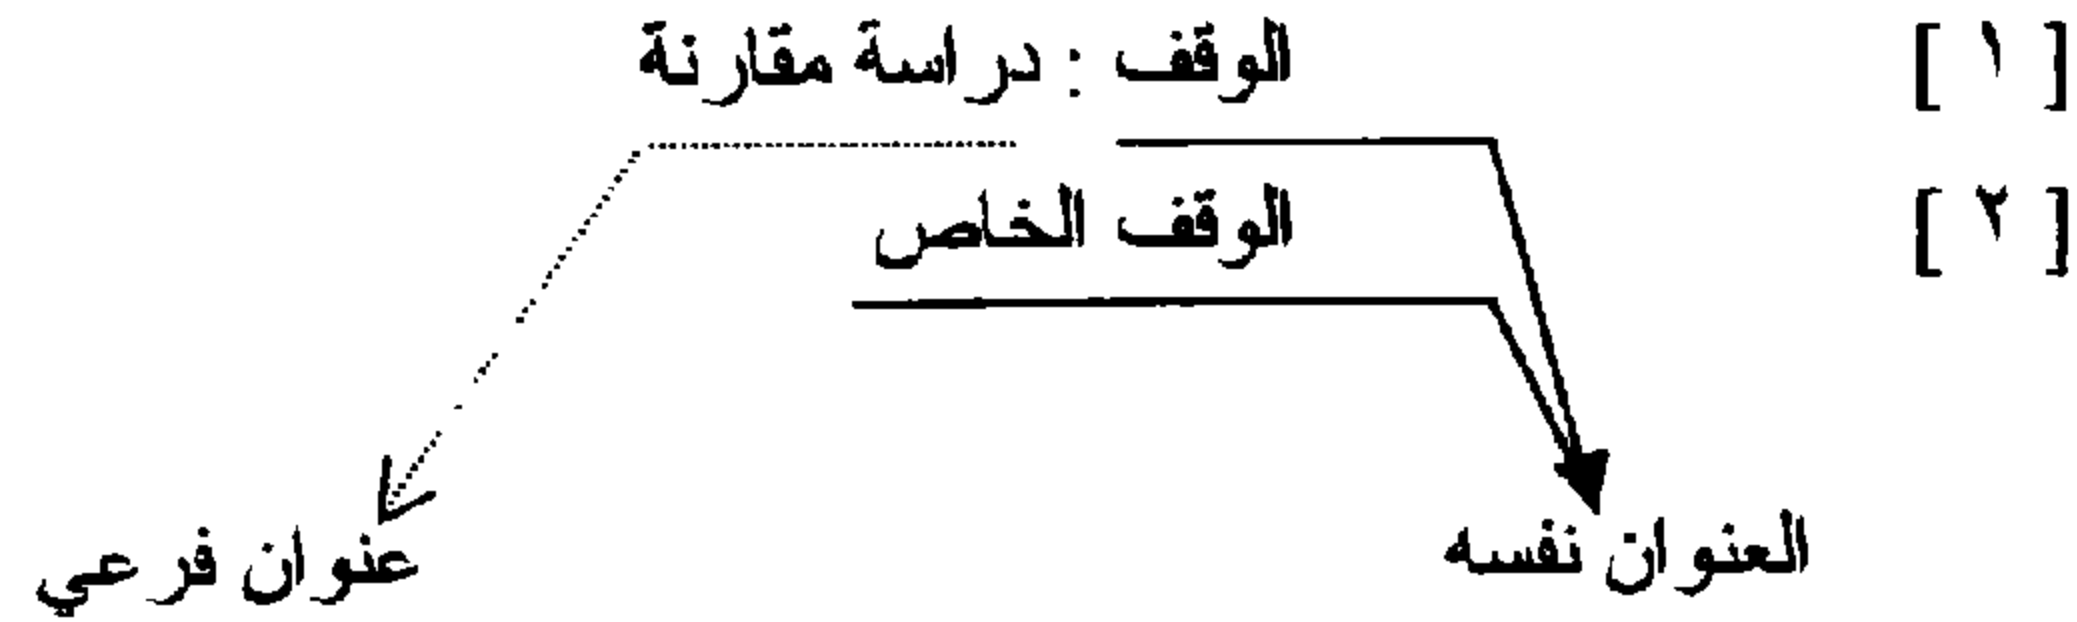 [ ١ ] الوقف : دراسة مقارنة
[ ٢ ] الوقف الخاص
العنوان نفسه عنوان فرعي